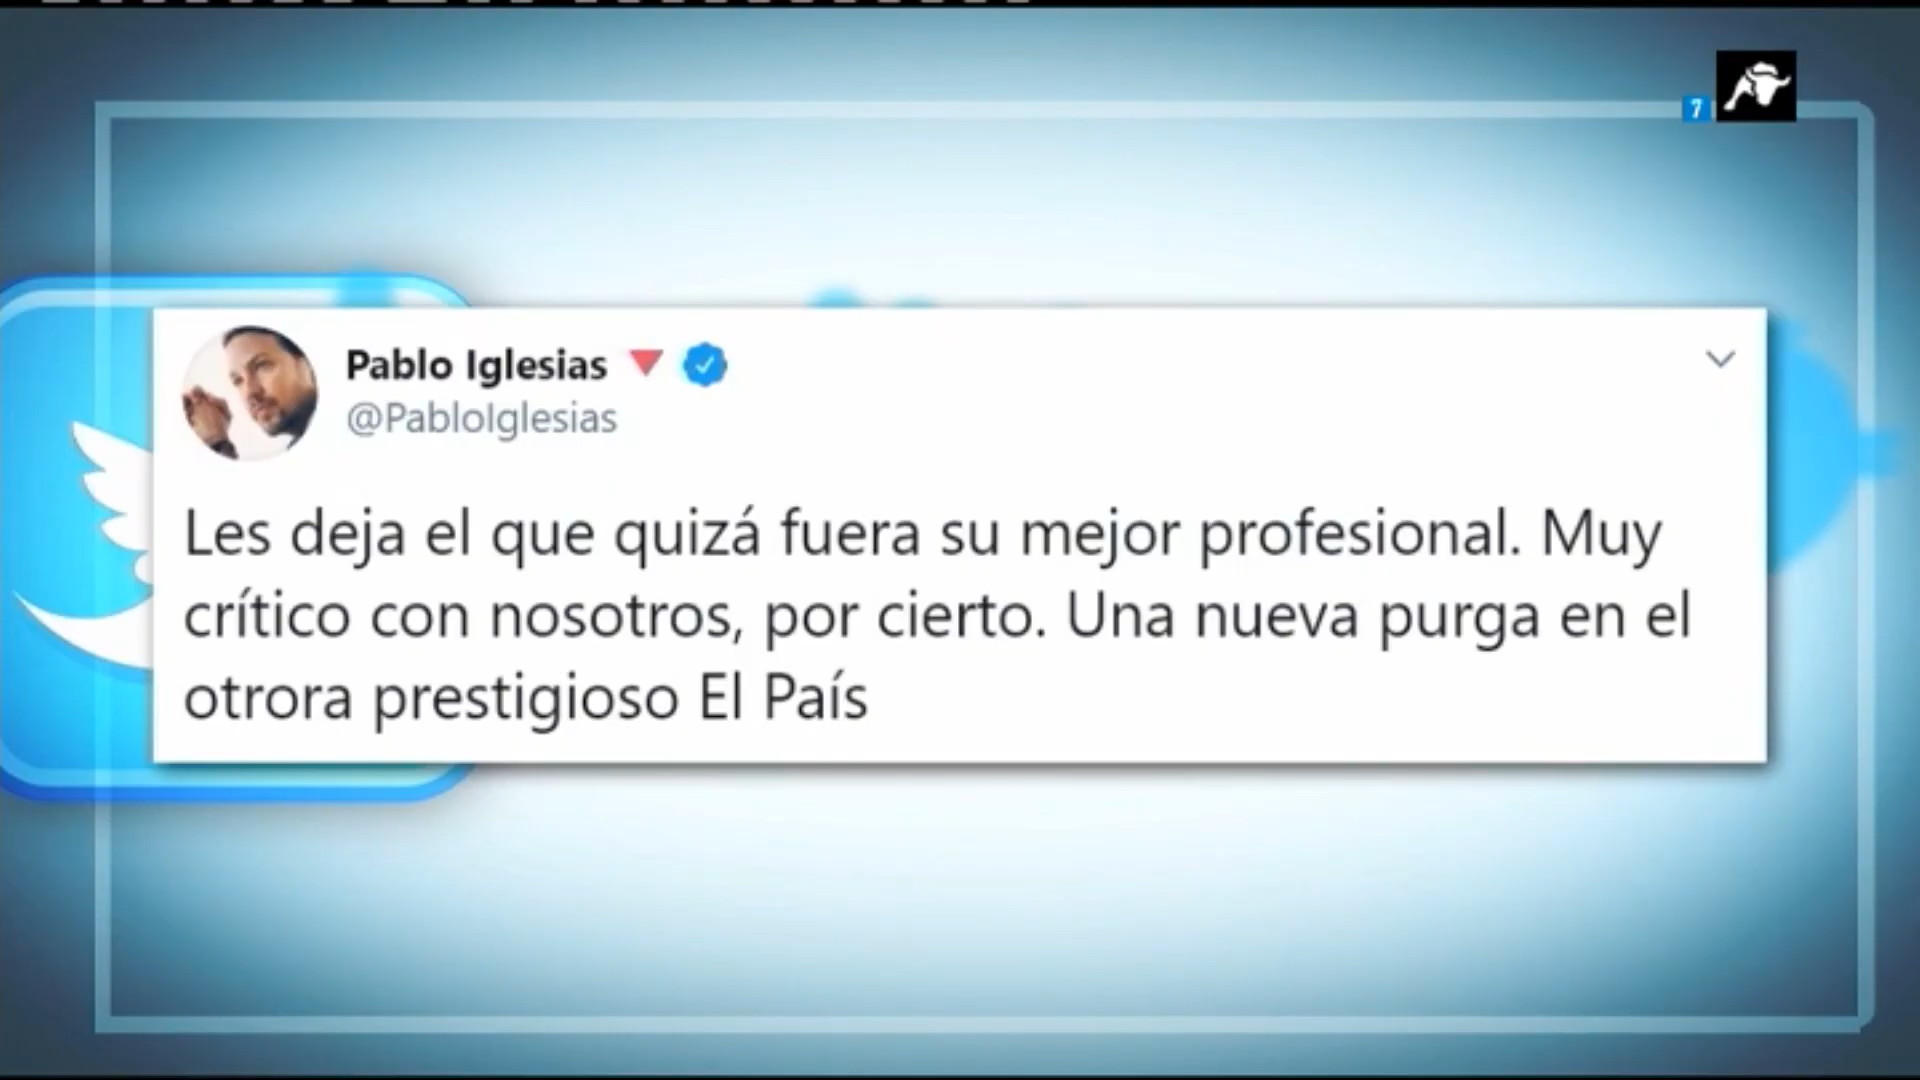 7
Pablo Iglesias
@PabloIglesias
Les deja el que quizá fuera su mejor profesional. Muy
crítico con nosotros, por cierto. Una nueva purga en el
otrora prestigioso El País